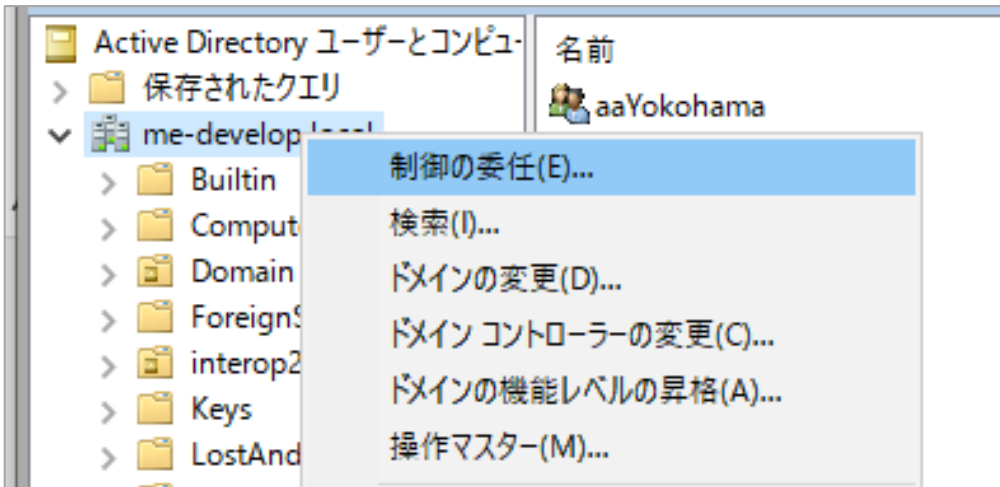 Active Directory ユーザーとコンピュ
保存されたクエリ
me-develop.local
Builtin
Comput
Domain
Foreign
interop2
Keys
LostAnd
名前
aaYokohama
制御の委任(E)...
検索(I)...
ドメインの変更(D)...
ドメイン コントローラーの変更(C)...
ドメインの機能レベルの昇格(A)...
操作マスター(M)...